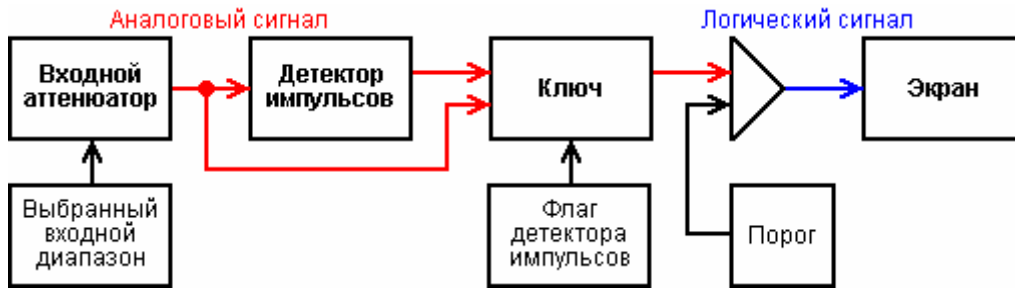 Аналоговый сигнал
Логический сигнал
Входной
аттенюатор
Детектор
импульсов
Ключ
Экран
Выбранный
входной
диапазон
Флаг
детектора
импульсов
Порог